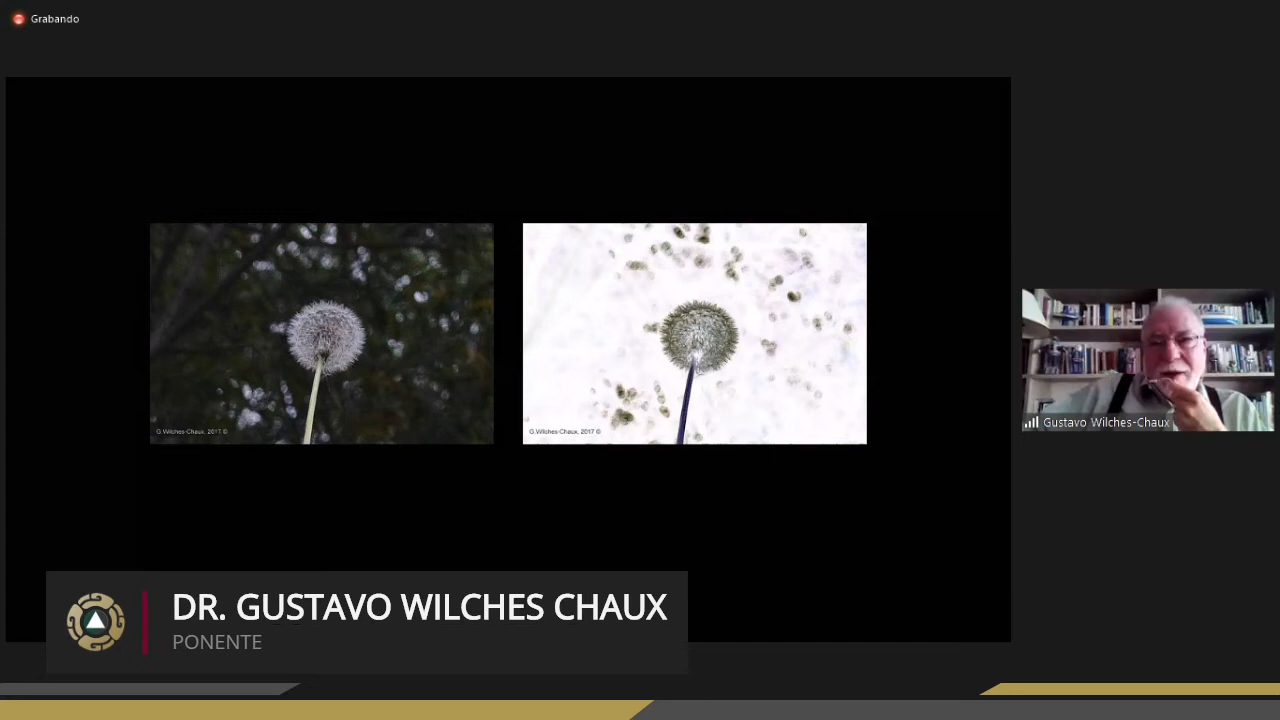 Grabando
G.Wilches-Chaux, 2017 ©
G.Wilches-Chaux, 2017 ©
Gustavo Wilches-Chaux
DR. GUSTAVO WILCHES CHAUX
PONENTE